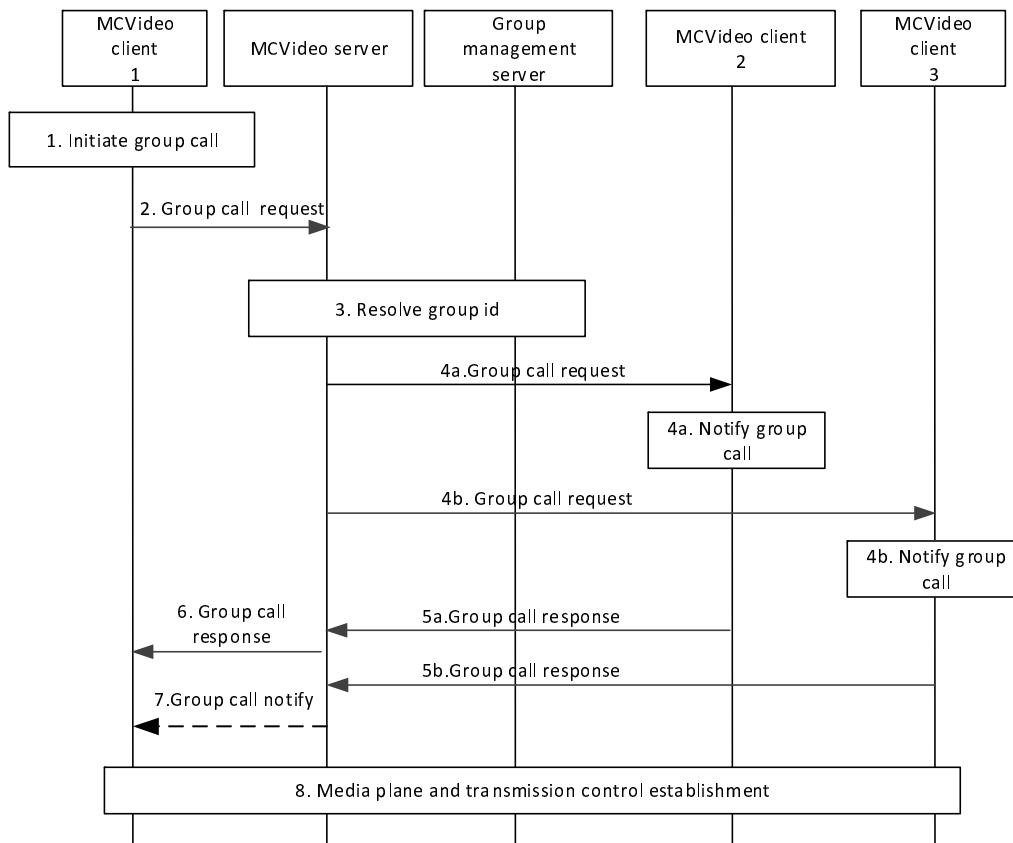 MCVideo
client
1
MCVideo server
Group
management
server
MCVideo client
2
MCVideo
client
3
1. Initiate group call
2. Group call request
3. Resolve group id
4a.Group call request
4a. Notify group
call
4b. Group call request
4b. Notify group
call
6. Group call
response
5a.Group call response
5b.Group call response
7.Group call notify
8. Media plane and transmission control establishment